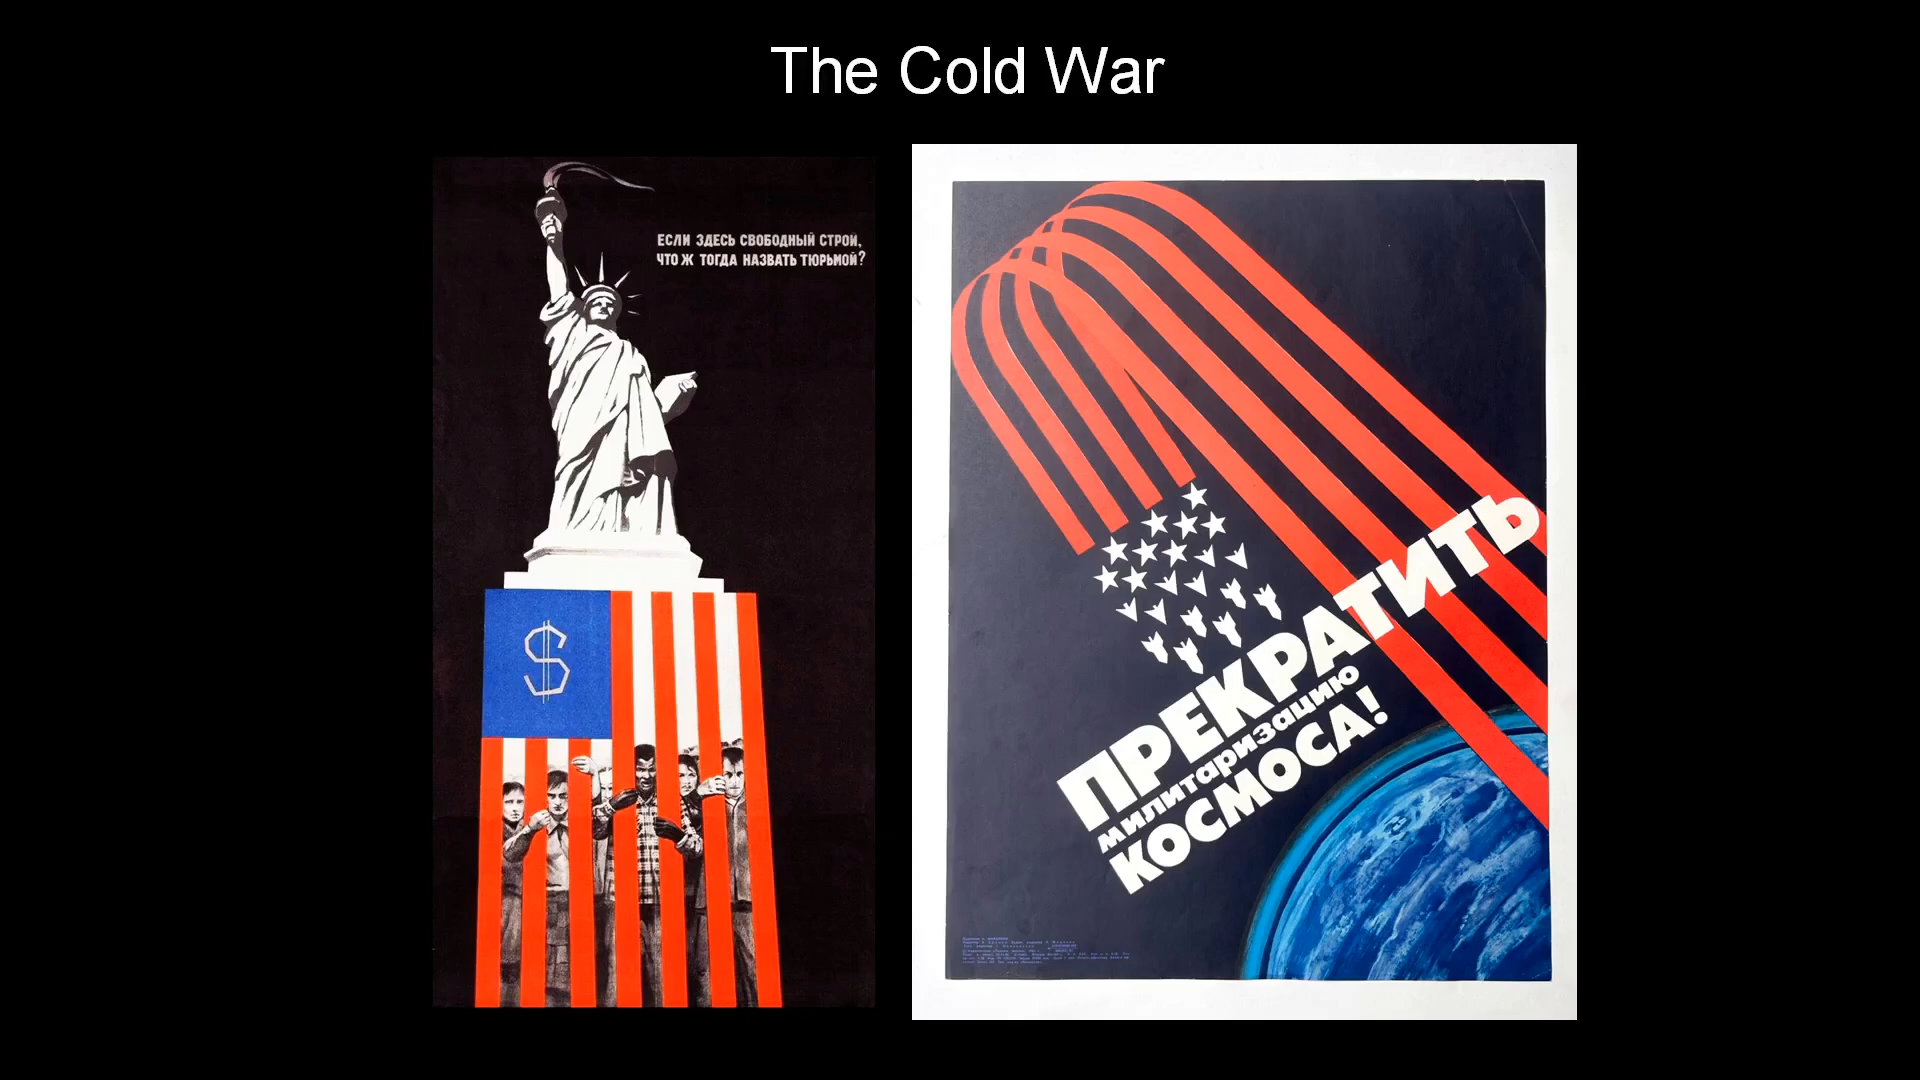 The Cold War
ЕСЛИ ЗДЕСЬ СВОБОДНЫЙ СТРОЙ,
ЧТО Ж ТОГДА НАЗВАТЬ ТЮРЬМОЙ?
$
ПРЕКРАТИТЬ
милитаризацию
КОСМОСА!